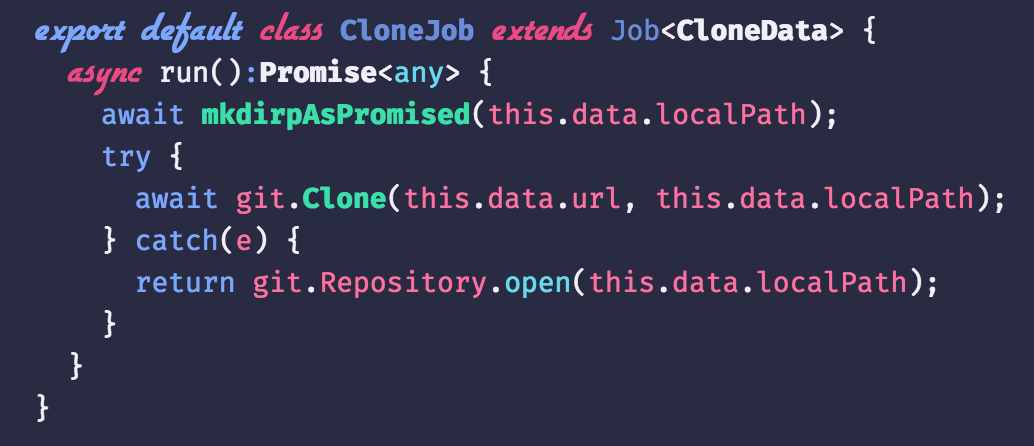 export default class CloneJob extends Job<CloneData> {
  async run():Promise<any> {
    await mkdirpAsPromised(this.data.localPath);
    try {
      await git.Clone(this.data.url, this.data.localPath);
    } catch(e) {
      return git.Repository.open(this.data.localPath);
    }
  }
}